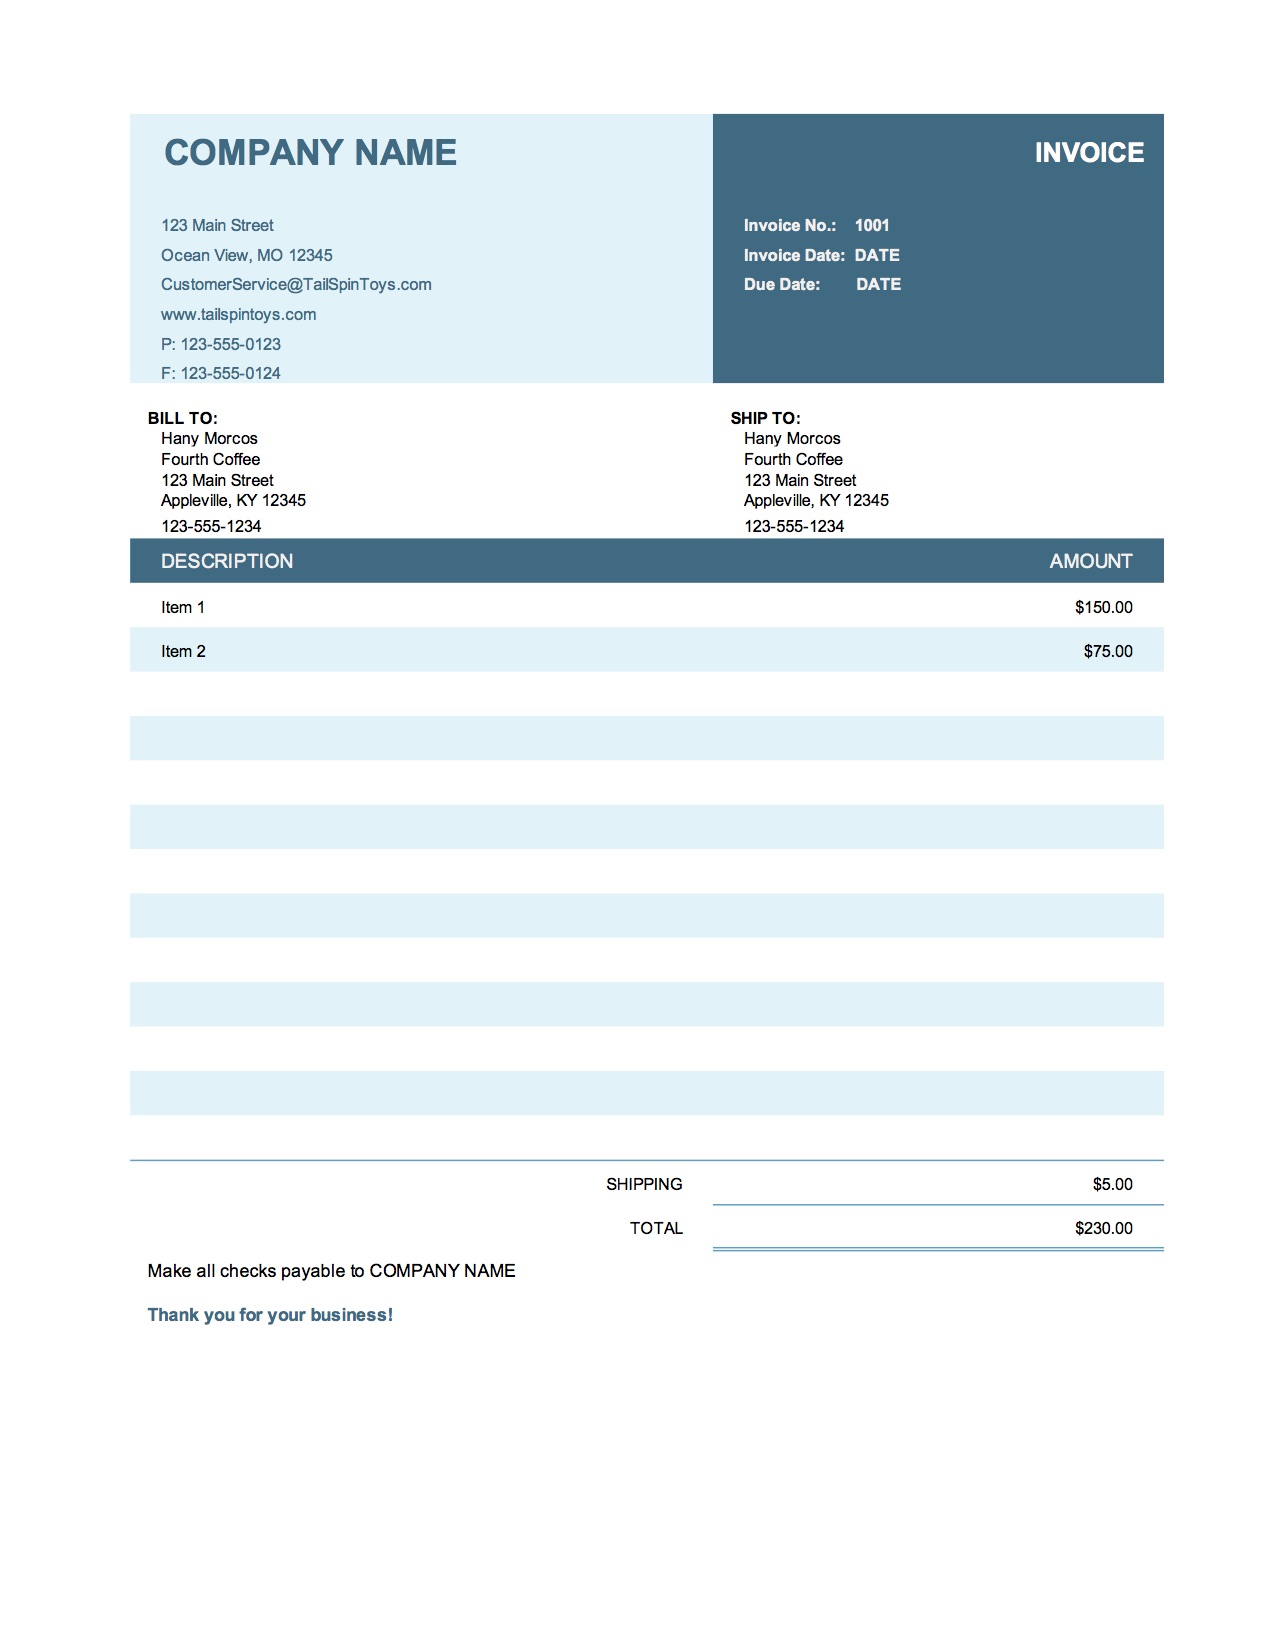 COMPANY NAME
INVOICE
123 Main Street
Ocean View, MO 12345
CustomerService@TailSpinToys.com
www.tailspintoys.com
P: 123-555-0123
F: 123-555-0124
Invoice No.: 1001
Invoice Date: DATE
Due Date: DATE
BILL TO:
Hany Morcos
Fourth Coffee
123 Main Street
Appleville, KY 12345
123-555-1234
SHIP TO:
Hany Morcos
Fourth Coffee
123 Main Street
Appleville, KY 12345
123-555-1234
DESCRIPTION AMOUNT
Item 1 $150.00
Item 2 $75.00
SHIPPING $5.00
TOTAL $230.00
Make all checks payable to COMPANY NAME
Thank you for your business!